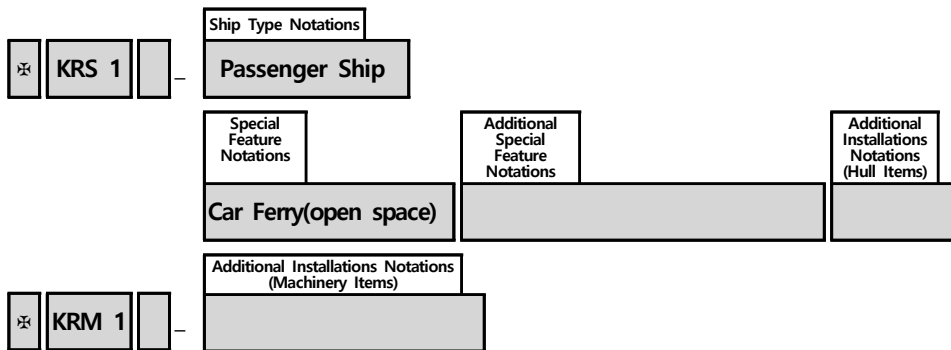 Ship Type Notations
✠ KRS 1 – Passenger Ship
Special
Feature
Notations
Additional
Special
Feature
Notations
Additional
Installations
Notations
(Hull Items)
Car Ferry(open space)
Additional Installations Notations
(Machinery Items)
✠ KRM 1 –